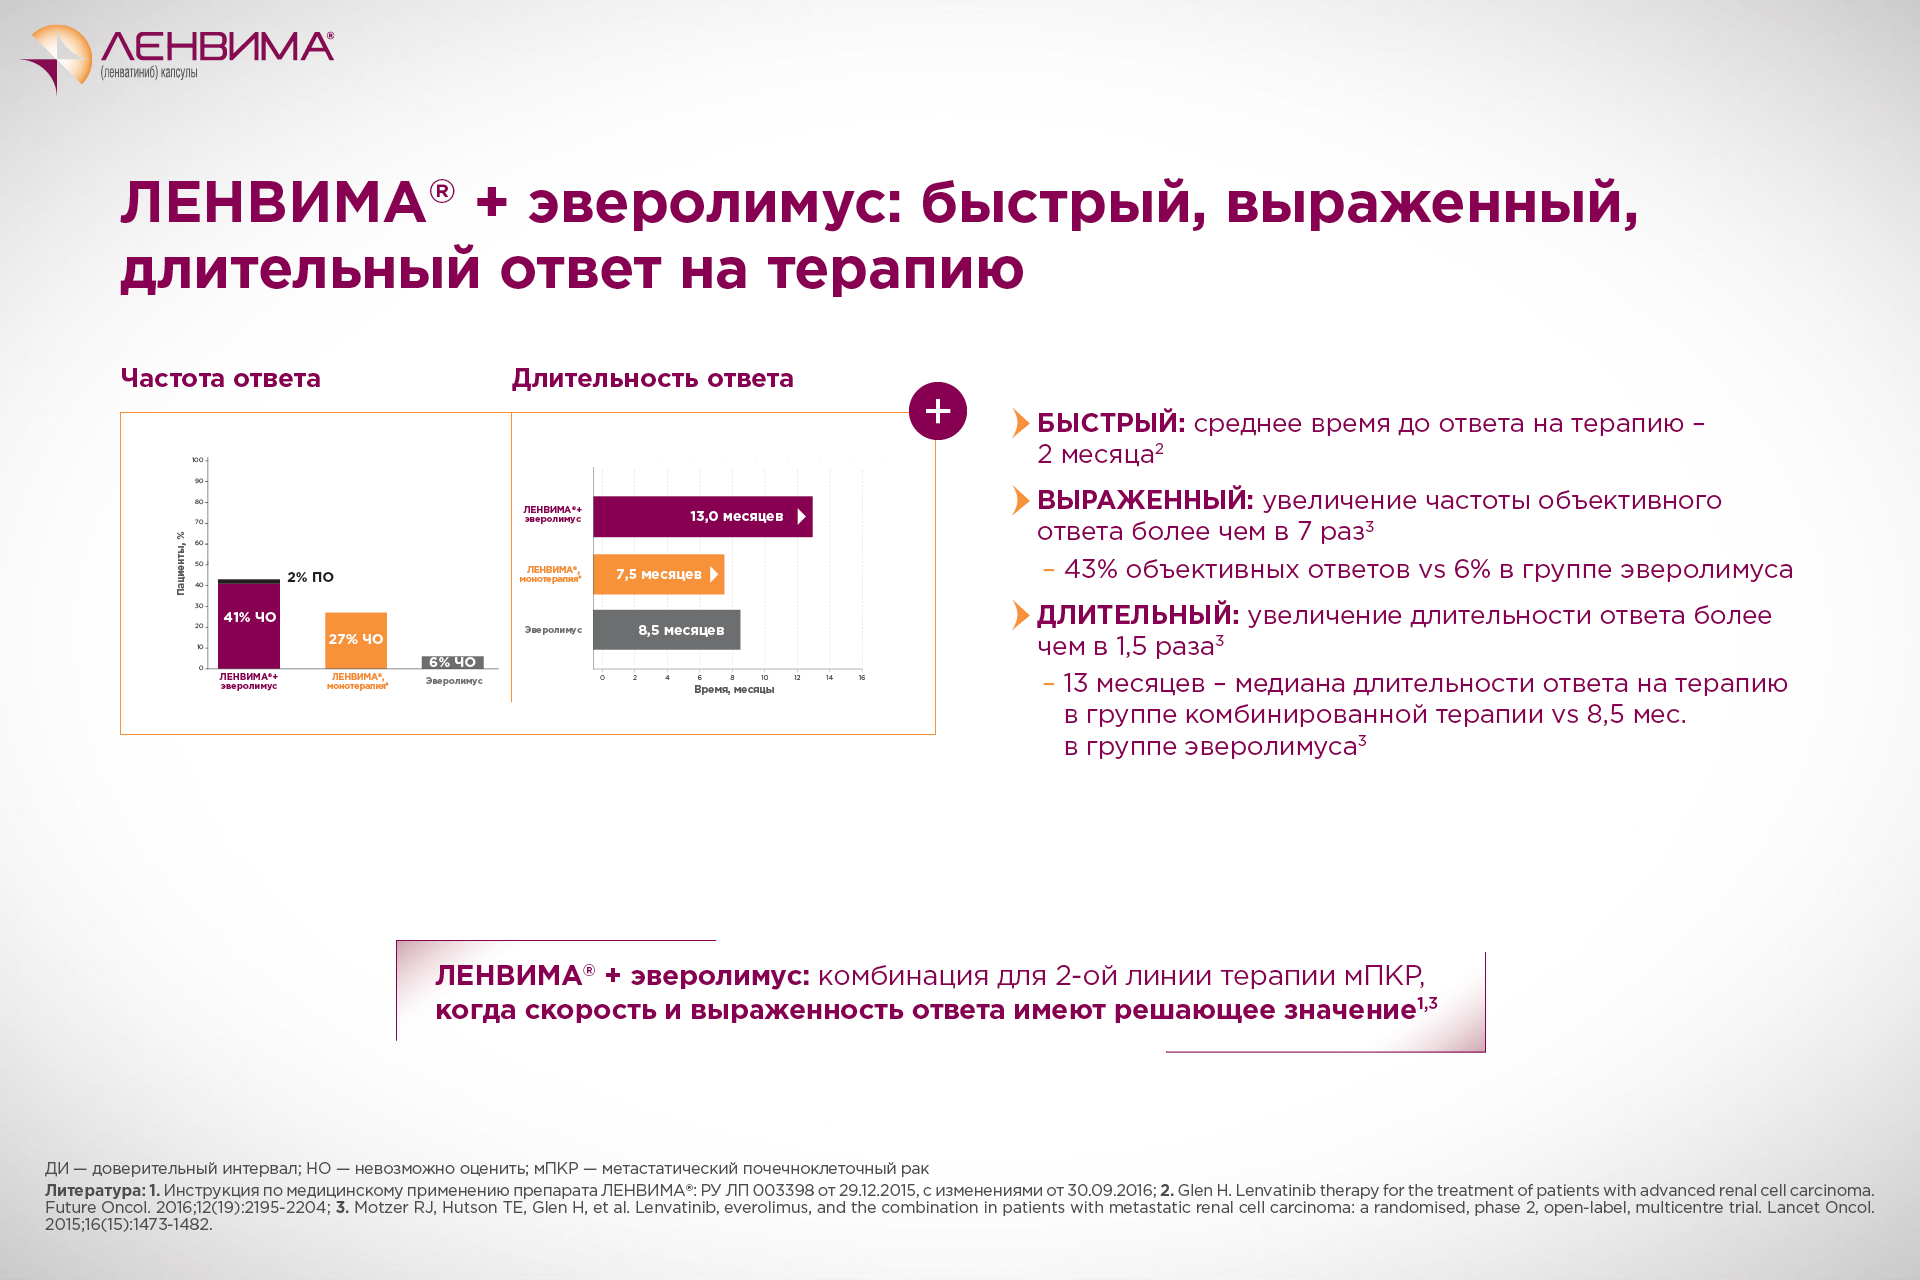 ЛЕНВИМА®
(ленватиниб) капсулы
ЛЕНВИМА® + эверолимус: быстрый, выраженный,
длительный ответ на терапию
Частота ответа
Пациенты, %
100
90
80
70
60
50
40
30
20
10
0
2% ПО
41% ЧО
27% ЧО
6% ЧО
ЛЕНВИМА®+
эверолимус
ЛЕНВИМА®,
монотерапия*
Эверолимус
Длительность ответа
+
ЛЕНВИМА®+
эверолимус
13,0 месяцев
ЛЕНВИМА®,
монотерапия*
7,5 месяцев
Эверолимус
8,5 месяцев
0 2 4 6 8 10 12 14 16
Время, месяцы
БЫСТРЫЙ: среднее время до ответа на терапию –
2 месяца²
ВЫРАЖЕННЫЙ: увеличение частоты объективного
ответа более чем в 7 раз³
– 43% объективных ответов vs 6% в группе эверолимуса
ДЛИТЕЛЬНЫЙ: увеличение длительности ответа более
чем в 1,5 раза³
– 13 месяцев – медиана длительности ответа на терапию
в группе комбинированной терапии vs 8,5 мес.
в группе эверолимуса³
ЛЕНВИМА® + эверолимус: комбинация для 2-ой линии терапии мПКР,
когда скорость и выраженность ответа имеют решающее значение¹,³
ДИ — доверительный интервал; НО — невозможно оценить; мПКР — метастатический почечноклеточный рак
Литература: 1. Инструкция по медицинскому применению препарата ЛЕНВИМА®: РУ ЛП 003398 от 29.12.2015, с изменениями от 30.09.2016; 2. Glen H. Lenvatinib therapy for the treatment of patients with advanced renal cell carcinoma.
Future Oncol. 2016;12(19):2195-2204; 3. Motzer RJ, Hutson TE, Glen H, et al. Lenvatinib, everolimus, and the combination in patients with metastatic renal cell carcinoma: a randomised, phase 2, open-label, multicentre trial. Lancet Oncol.
2015;16(15):1473-1482.